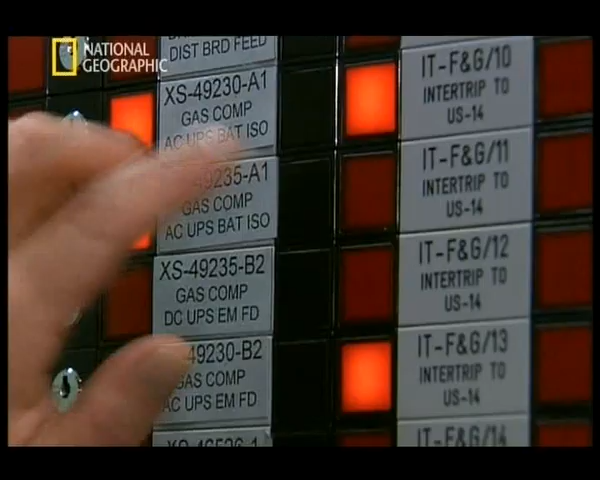 NATIONAL
GEOGRAPHIC
DIST BRD FEED
XS-49230-A1
GAS COMP
AC UPS BAT ISO
49235-A1
GAS COMP
AC UPS BAT ISO
XS-49235-B2
GAS COMP
DC UPS EM FD
49230-B2
GAS COMP
AC UPS EM FD
IT-F&G/10
INTERTRIP TO
US-14
IT-F&G/11
INTERTRIP TO
US-14
IT-F&G/12
INTERTRIP TO
US-14
IT-F&G/13
INTERTRIP TO
US-14
IT-F&G/14